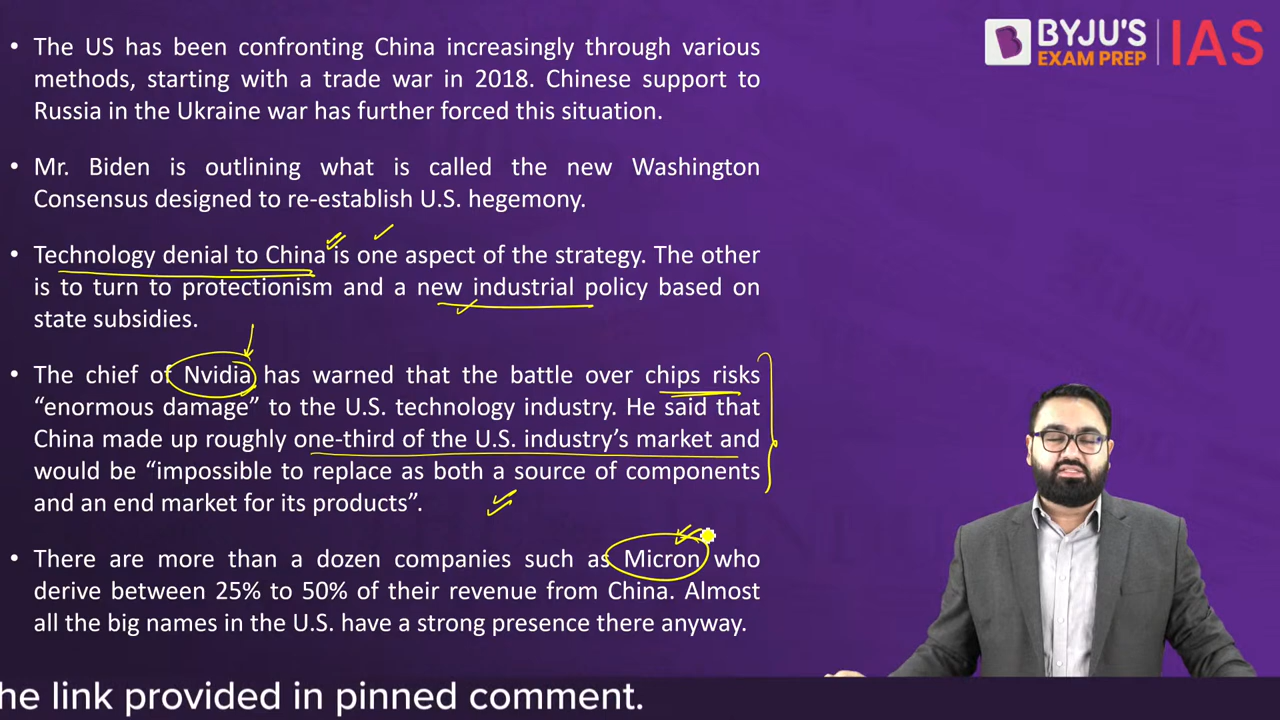 • The US has been confronting China increasingly through various
methods, starting with a trade war in 2018. Chinese support to
Russia in the Ukraine war has further forced this situation.
• Mr. Biden is outlining what is called the new Washington
Consensus designed to re-establish U.S. hegemony.
• Technology denial to China is one aspect of the strategy. The other
is to turn to protectionism and a new industrial policy based on
state subsidies.
• The chief of Nvidia has warned that the battle over chips risks
“enormous damage” to the U.S. technology industry. He said that
China made up roughly one-third of the U.S. industry’s market and
would be “impossible to replace as both a source of components
and an end market for its products”.
• There are more than a dozen companies such as Micron who
derive between 25% to 50% of their revenue from China. Almost
all the big names in the U.S. have a strong presence there anyway.
BYJU'S
EXAM PREP
IAS
he link provided in pinned comment.